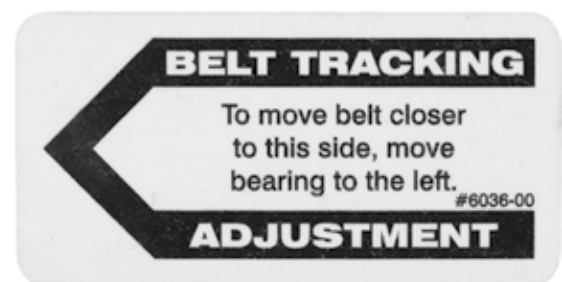 BELT TRACKING
To move belt closer
to this side, move
bearing to the left.
#6036-00
ADJUSTMENT